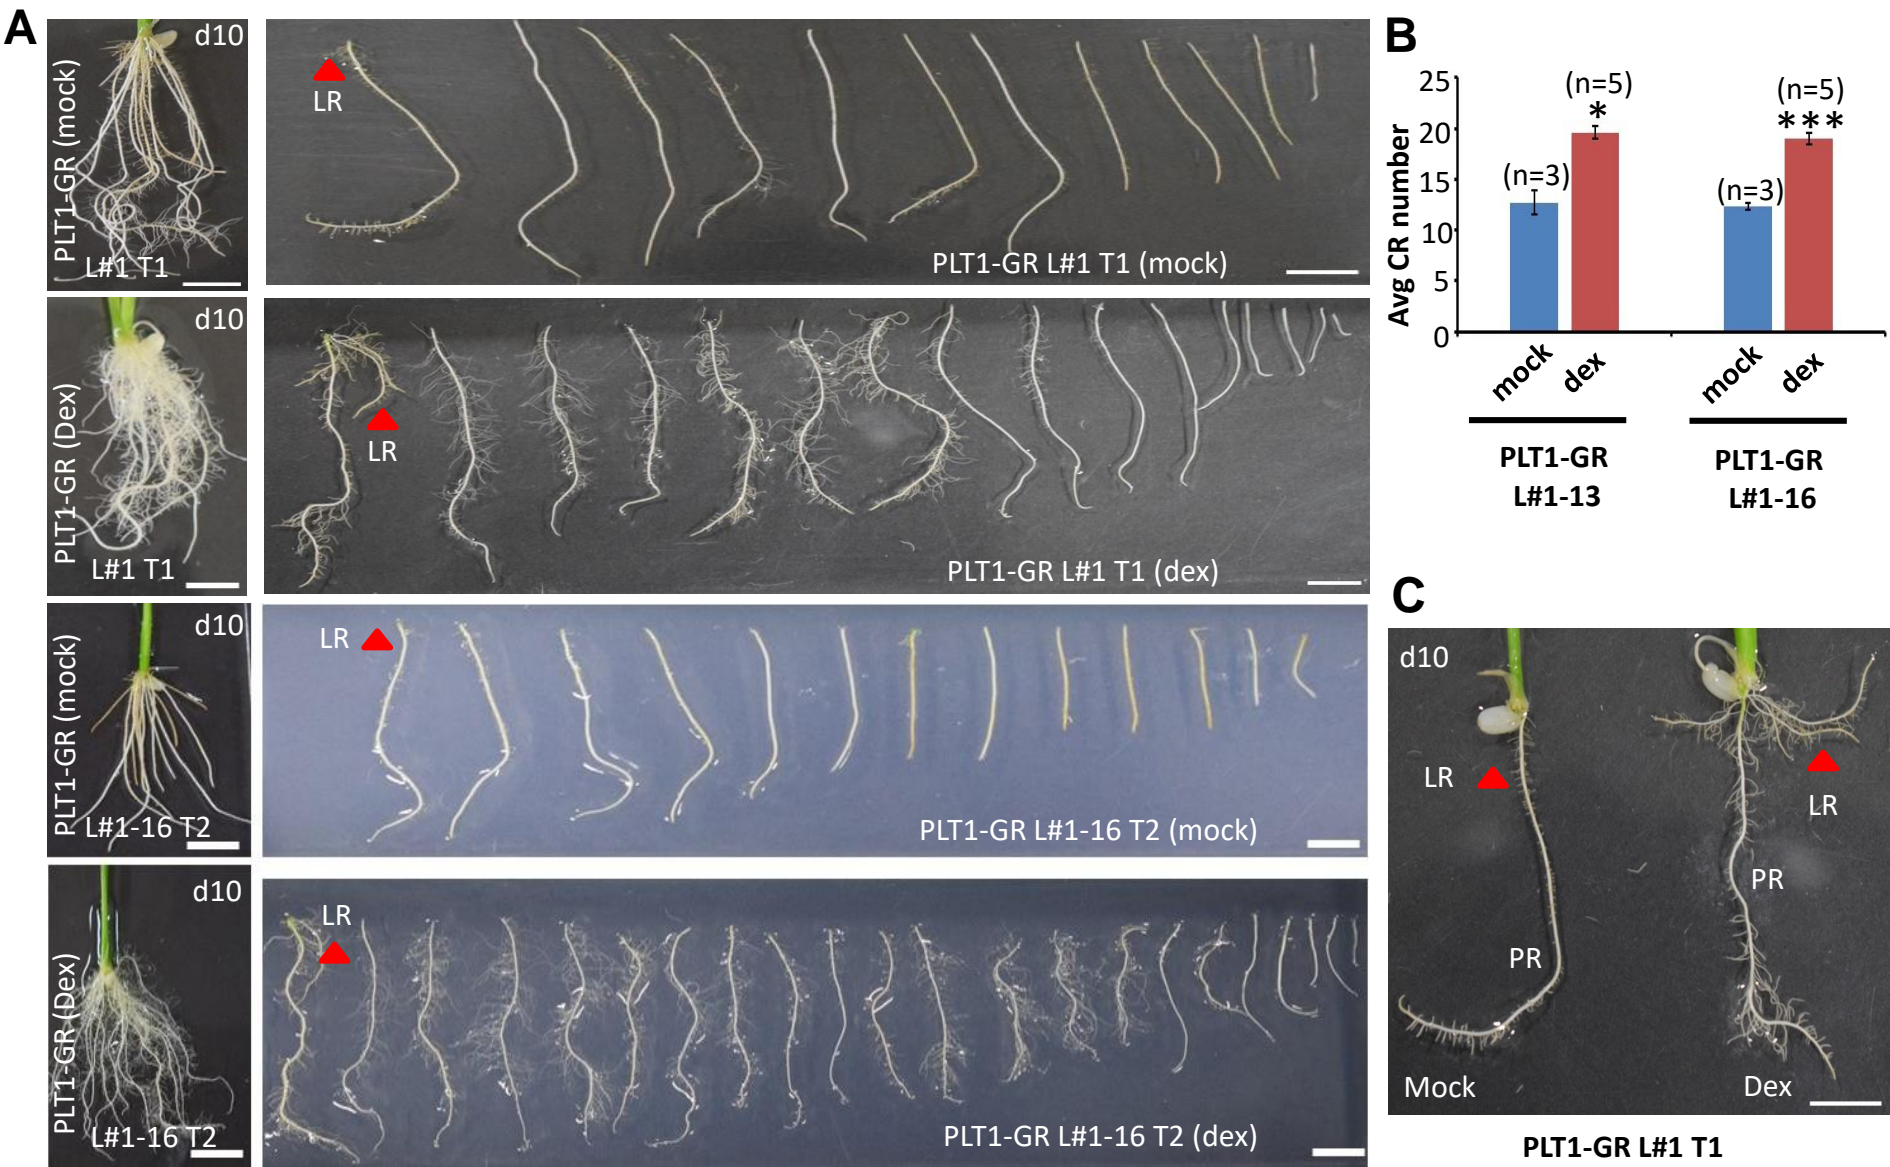 A
d10
PLT1-GR (mock)
L#1 T1
LR
PLT1-GR L#1 T1 (mock)
d10
PLT1-GR (Dex)
L#1 T1
LR
PLT1-GR L#1 T1 (dex)
d10
PLT1-GR (mock)
L#1-16 T2
LR
PLT1-GR L#1-16 T2 (mock)
d10
PLT1-GR (Dex)
L#1-16 T2
LR
PLT1-GR L#1-16 T2 (dex)
B
Avg CR number
25
20
15
10
5
0
(n=3)
(n=5)
*
(n=3)
(n=5)
***
mock
dex
mock
dex
PLT1-GR
L#1-13
PLT1-GR
L#1-16
C
d10
LR
LR
PR
PR
Mock
Dex
PLT1-GR L#1 T1